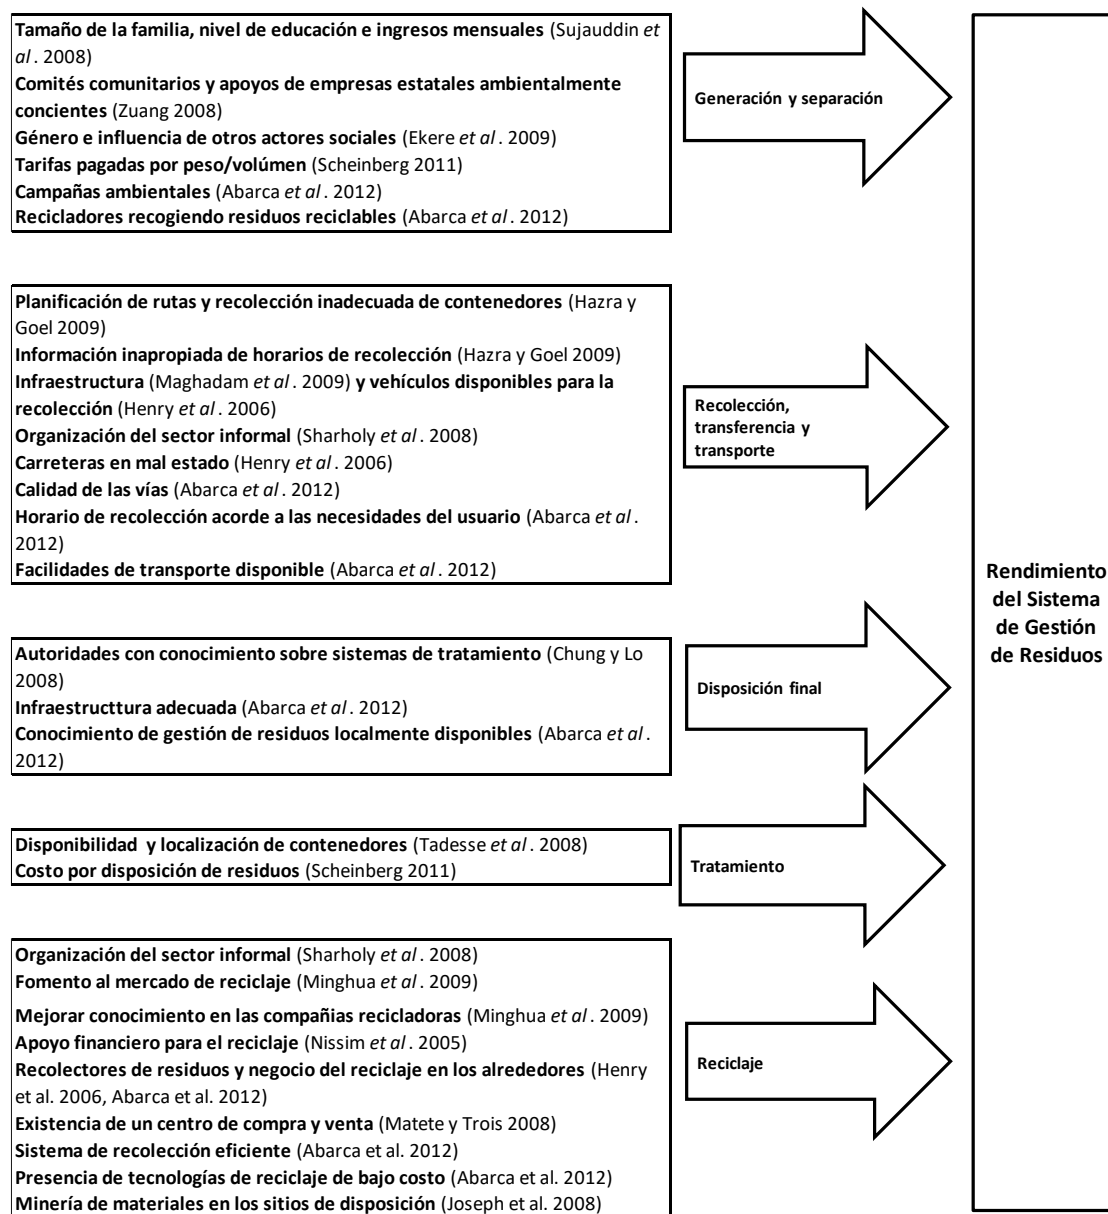 Tamaño de la familia, nivel de educación e ingresos mensuales (Sujauddin et
al . 2008)
Comités comunitarios y apoyos de empresas estatales ambientalmente
concientes (Zuang 2008)
Género e influencia de otros actores sociales (Ekere et al . 2009)
Tarifas pagadas por peso/volúmen (Scheinberg 2011)
Campañas ambientales (Abarca et al . 2012)
Recicladores recogiendo residuos reciclables (Abarca et al . 2012)
Generación y separación
Planificación de rutas y recolección inadecuada de contenedores (Hazra y
Goel 2009)
Información inapropiada de horarios de recolección (Hazra y Goel 2009)
Infraestructura (Maghadam et al . 2009) y vehículos disponibles para la
recolección (Henry et al . 2006)
Organización del sector informal (Sharholy et al . 2008)
Carreteras en mal estado (Henry et al . 2006)
Calidad de las vías (Abarca et al . 2012)
Horario de recolección acorde a las necesidades del usuario (Abarca et al .
2012)
Facilidades de transporte disponible (Abarca et al . 2012)
Recolección,
transferencia y
transporte
Autoridades con conocimiento sobre sistemas de tratamiento (Chung y Lo
2008)
Infraestructtura adecuada (Abarca et al . 2012)
Conocimiento de gestión de residuos localmente disponibles (Abarca et al .
2012)
Disposición final
Disponibilidad  y localización de contenedores (Tadesse et al . 2008)
Costo por disposición de residuos (Scheinberg 2011)
Tratamiento
Organización del sector informal (Sharholy et al . 2008)
Fomento al mercado de reciclaje (Minghua et al . 2009)
Mejorar conocimiento en las compañias recicladoras (Minghua et al . 2009)
Apoyo financiero para el reciclaje (Nissim et al . 2005)
Recolectores de residuos y negocio del reciclaje en los alrededores (Henry
et al. 2006, Abarca et al. 2012)
Existencia de un centro de compra y venta (Matete y Trois 2008)
Sistema de recolección eficiente (Abarca et al. 2012)
Presencia de tecnologías de reciclaje de bajo costo (Abarca et al. 2012)
Minería de materiales en los sitios de disposición (Joseph et al. 2008)
Reciclaje
Rendimiento
del Sistema
de Gestión
de Residuos